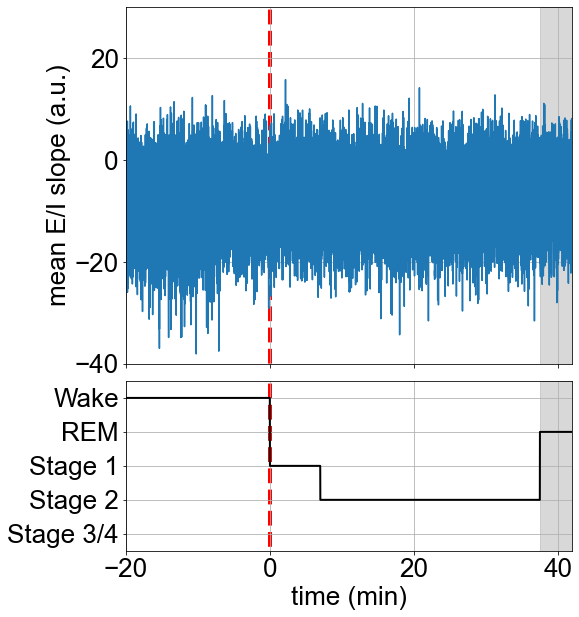 mean E/I slope (a.u.)
20
0
−20
−40
Wake
REM
Stage 1
Stage 2
Stage 3/4
−20 0 20 40
time (min)